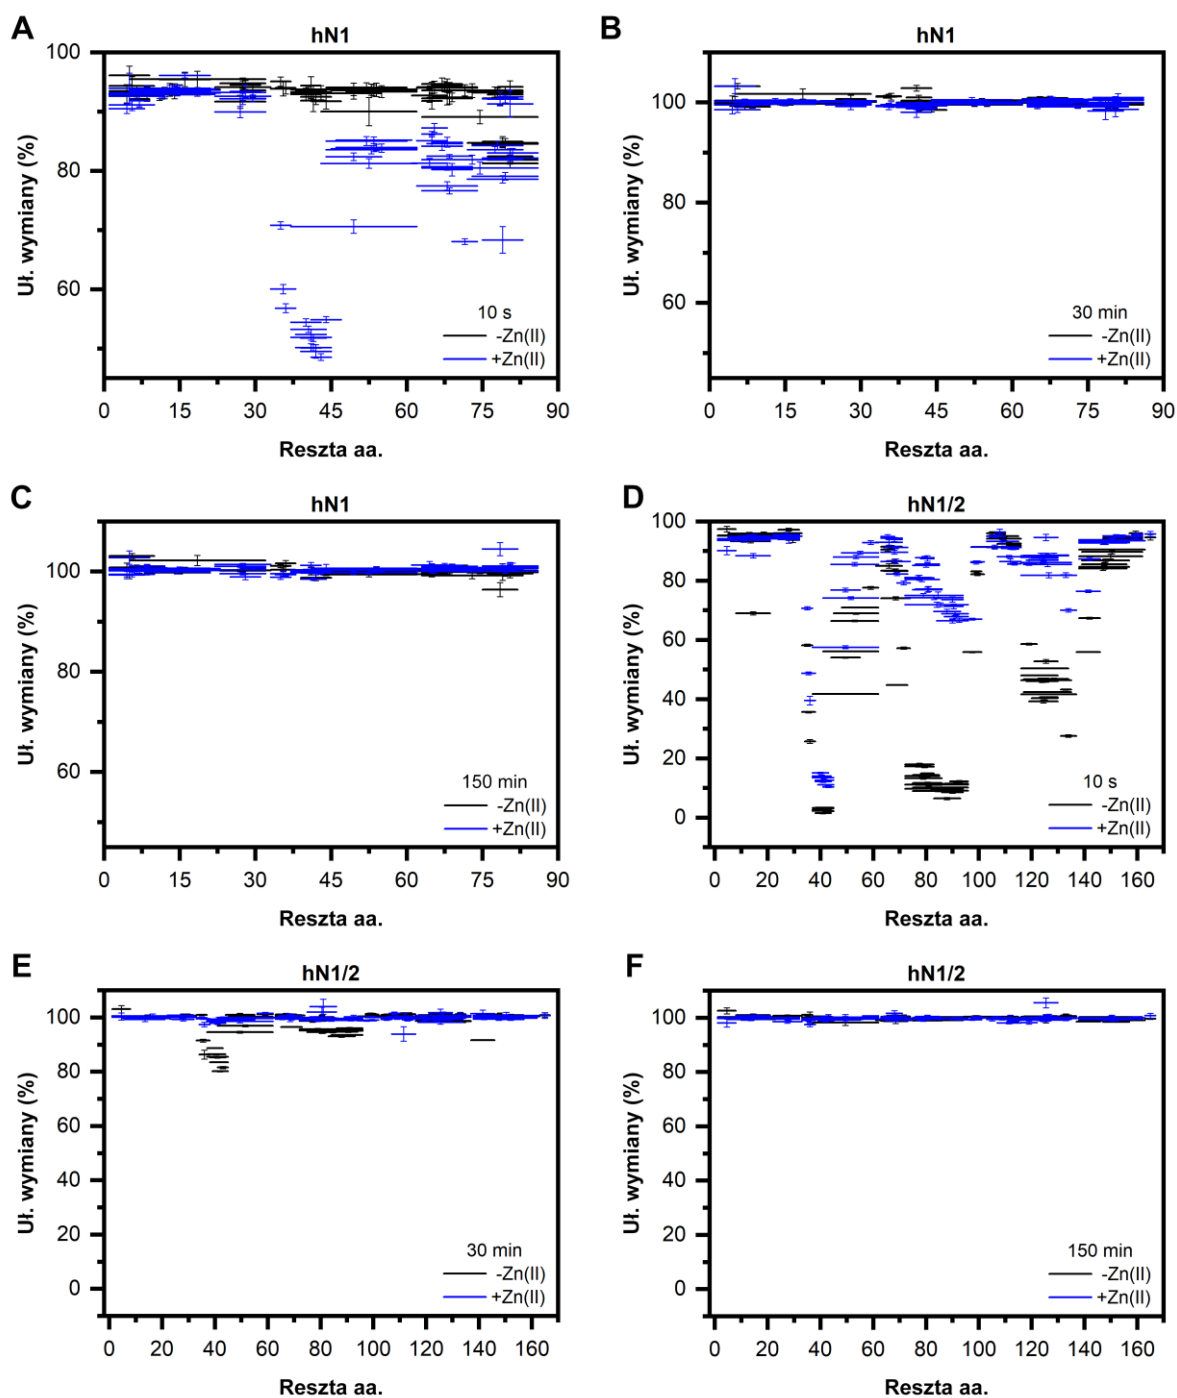 A
hN1
Uł. wymiany (%)
100
80
60
10 s
-Zn(II)
+Zn(II)
0 15 30 45 60 75 90
Reszta aa.
B
hN1
Uł. wymiany (%)
100
80
60
30 min
-Zn(II)
+Zn(II)
0 15 30 45 60 75 90
Reszta aa.
C
hN1
Uł. wymiany (%)
100
80
60
150 min
-Zn(II)
+Zn(II)
0 15 30 45 60 75 90
Reszta aa.
D
hN1/2
Uł. wymiany (%)
100
80
60
40
20
0
10 s
-Zn(II)
+Zn(II)
0 20 40 60 80 100 120 140 160
Reszta aa.
E
hN1/2
Uł. wymiany (%)
100
80
60
40
20
0
30 min
-Zn(II)
+Zn(II)
0 20 40 60 80 100 120 140 160
Reszta aa.
F
hN1/2
Uł. wymiany (%)
100
80
60
40
20
0
150 min
-Zn(II)
+Zn(II)
0 20 40 60 80 100 120 140 160
Reszta aa.